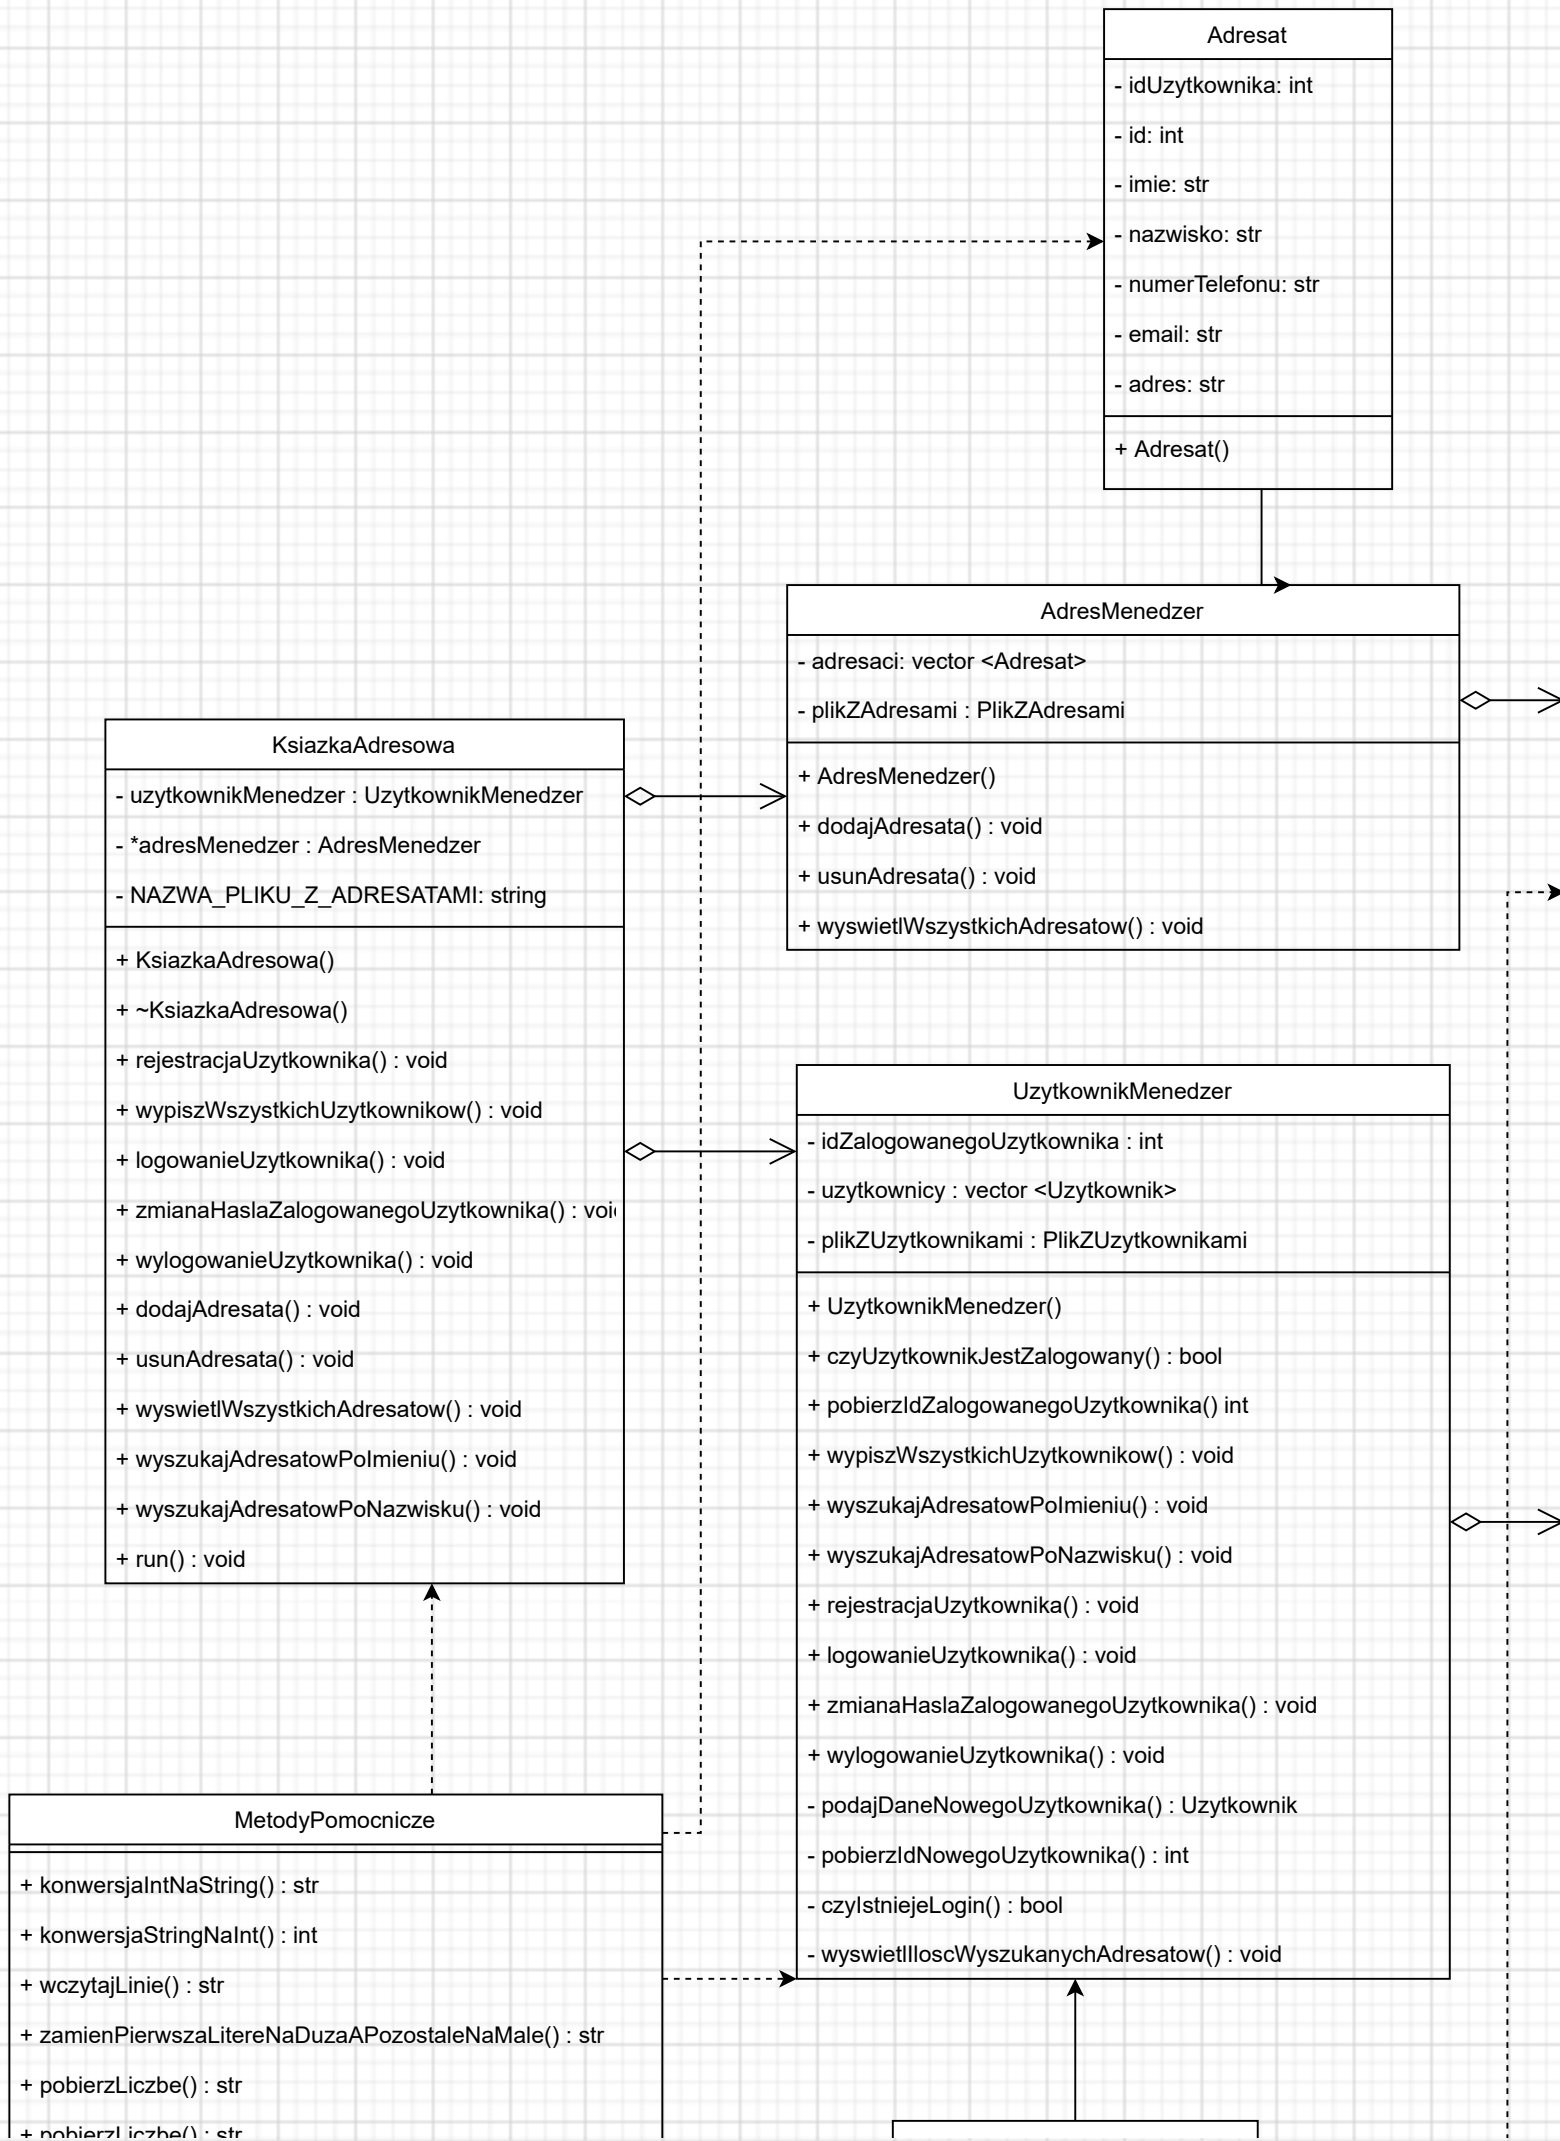 Adresat
- idUzytkownika: int
- id: int
- imie: str
- nazwisko: str
- numerTelefonu: str
- email: str
- adres: str
+ Adresat()
AdresMenedzer
- adresaci: vector <Adresat>
- plikZAdresami : PlikZAdresami
+ AdresMenedzer()
+ dodajAdresata() : void
+ usunAdresata() : void
+ wyswietlWszystkichAdresatow() : void
KsiazkaAdresowa
- uzytkownikMenedzer : UzytkownikMenedzer
- *adresMenedzer : AdresMenedzer
- NAZWA_PLIKU_Z_ADRESATAMI: string
+ KsiazkaAdresowa()
+ ~KsiazkaAdresowa()
+ rejestracjaUzytkownika() : void
+ wypiszWszystkichUzytkownikow() : void
+ logowanieUzytkownika() : void
+ zmianaHaslaZalogowanegoUzytkownika() : voi
+ wylogowanieUzytkownika() : void
+ dodajAdresata() : void
+ usunAdresata() : void
+ wyswietlWszystkichAdresatow() : void
+ wyszukajAdresatowPoImieniu() : void
+ wyszukajAdresatowPoNazwisku() : void
+ run() : void
UzytkownikMenedzer
- idZalogowanegoUzytkownika : int
- uzytkownicy : vector <Uzytkownik>
- plikZUzytkownikami : PlikZUzytkownikami
+ UzytkownikMenedzer()
+ czyUzytkownikJestZalogowany() : bool
+ pobierzIdZalogowanegoUzytkownika() int
+ wypiszWszystkichUzytkownikow() : void
+ wyszukajAdresatowPoImieniu() : void
+ wyszukajAdresatowPoNazwisku() : void
+ rejestracjaUzytkownika() : void
+ logowanieUzytkownika() : void
+ zmianaHaslaZalogowanegoUzytkownika() : void
+ wylogowanieUzytkownika() : void
- podajDaneNowegoUzytkownika() : Uzytkownik
- pobierzIdNowegoUzytkownika() : int
- czyIstniejeLogin() : bool
- wyswietlIloscWyszukanychAdresatow() : void
MetodyPomocnicze
+ konwersjaIntNaString() : str
+ konwersjaStringNaInt() : int
+ wczytajLinie() : str
+ zamienPierwszaLitereNaDuzaAPozostaleNaMale() : str
+ pobierzLiczbe() : str
+ pobierzLiczbe() : str